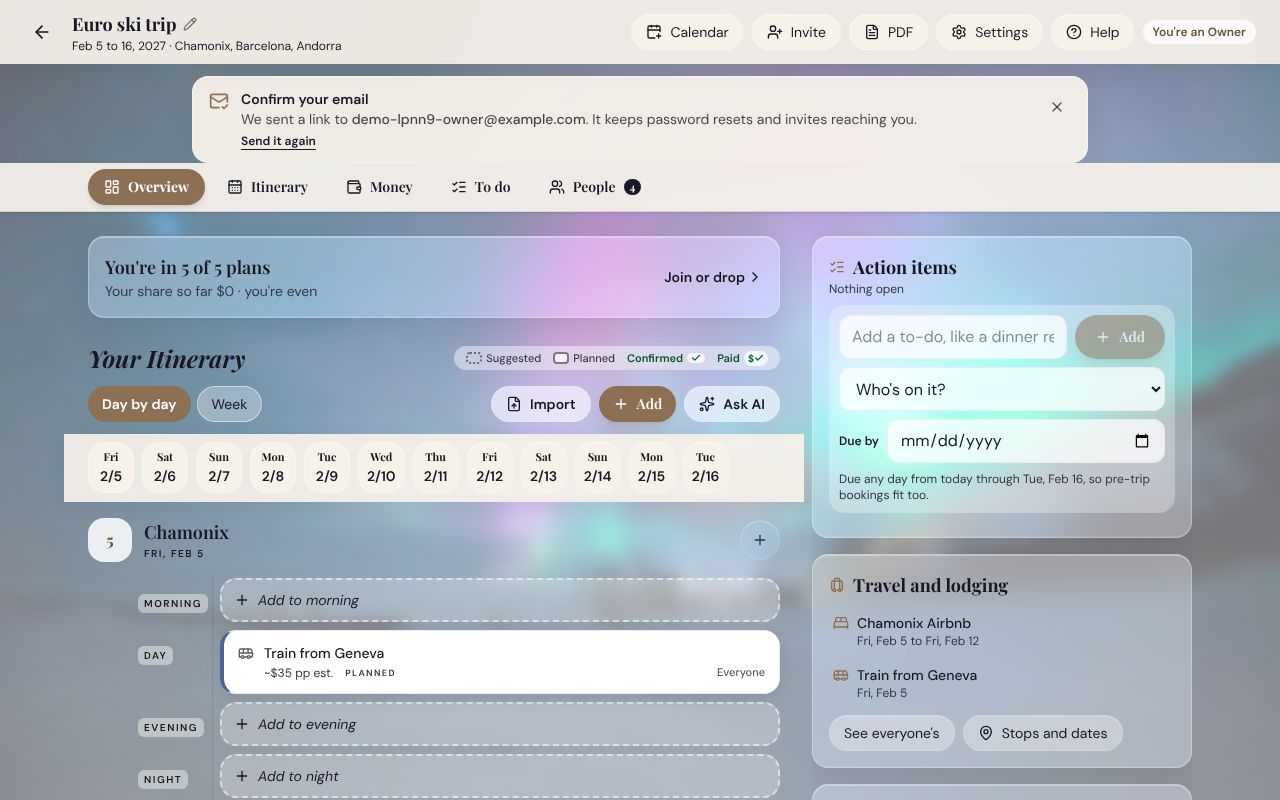 Euro ski trip
Feb 5 to 16, 2027 · Chamonix, Barcelona, Andorra
Calendar
Invite
PDF
Settings
Help
You're an Owner
Confirm your email
We sent a link to demo-lpnn9-owner@example.com. It keeps password resets and invites reaching you.
Send it again
Overview
Itinerary
Money
To do
People 4
You're in 5 of 5 plans
Your share so far $0 · you're even
Join or drop
Your Itinerary
Suggested
Planned
Confirmed
Paid $
Day by day
Week
Import
Add
Ask AI
Fri 2/5
Sat 2/6
Sun 2/7
Mon 2/8
Tue 2/9
Wed 2/10
Thu 2/11
Fri 2/12
Sat 2/13
Sun 2/14
Mon 2/15
Tue 2/16
5
Chamonix
FRI, FEB 5
MORNING
Add to morning
DAY
Train from Geneva
~$35 pp est. PLANNED
Everyone
EVENING
Add to evening
NIGHT
Add to night
Action items
Nothing open
Add a to-do, like a dinner re
Add
Who's on it?
Due by
mm/dd/yyyy
Due any day from today through Tue, Feb 16, so pre-trip
bookings fit too.
Travel and lodging
Chamonix Airbnb
Fri, Feb 5 to Fri, Feb 12
Train from Geneva
Fri, Feb 5
See everyone's
Stops and dates